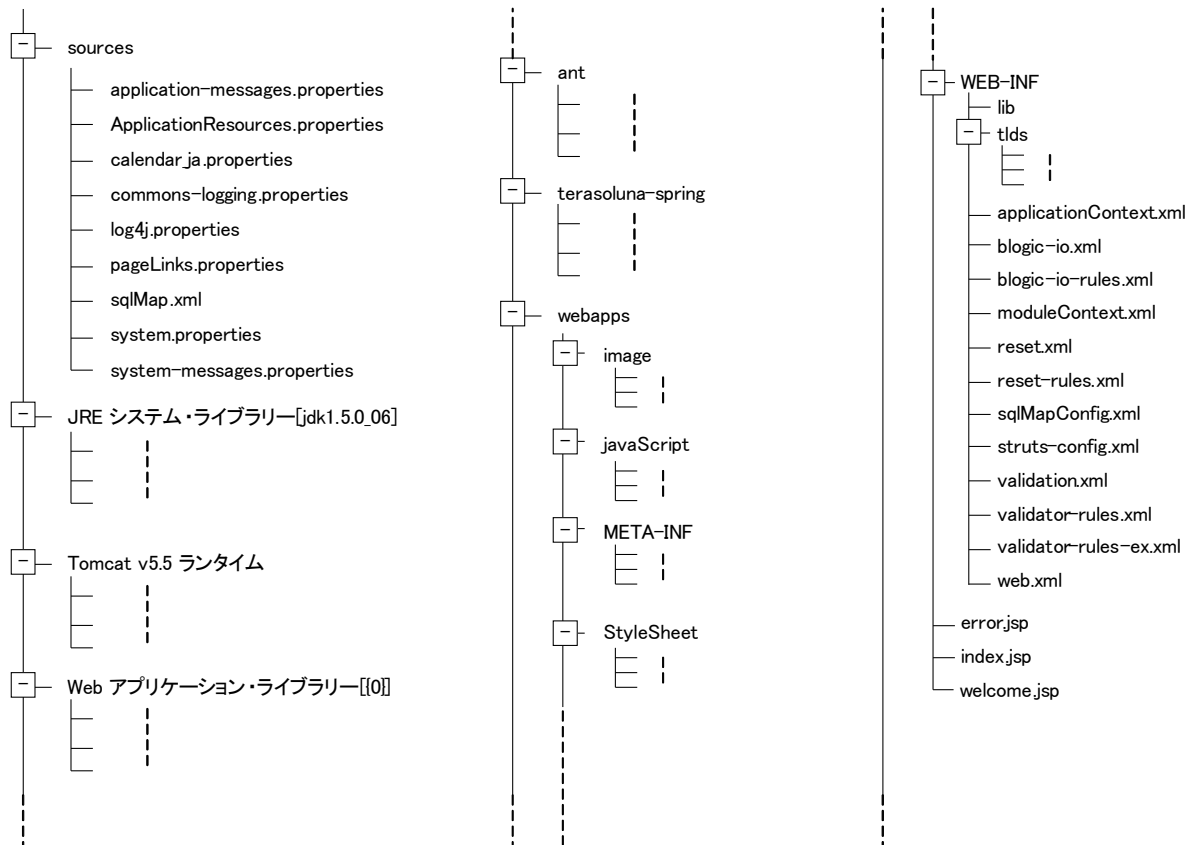 sources
application-messages.properties
ApplicationResources.properties
calendar_ja.properties
commons-logging.properties
log4j.properties
pageLinks.properties
sqlMap.xml
system.properties
system-messages.properties
JRE システム・ライブラリー[jdk1.5.0_06]
Tomcat v5.5 ランタイム
Web アプリケーション・ライブラリー[{0}]
ant
terasoluna-spring
webapps
image
javaScript
META-INF
StyleSheet
WEB-INF
lib
tlds
applicationContext.xml
blogic-io.xml
blogic-io-rules.xml
moduleContext.xml
reset.xml
reset-rules.xml
sqlMapConfig.xml
struts-config.xml
validation.xml
validator-rules.xml
validator-rules-ex.xml
web.xml
error.jsp
index.jsp
welcome.jsp